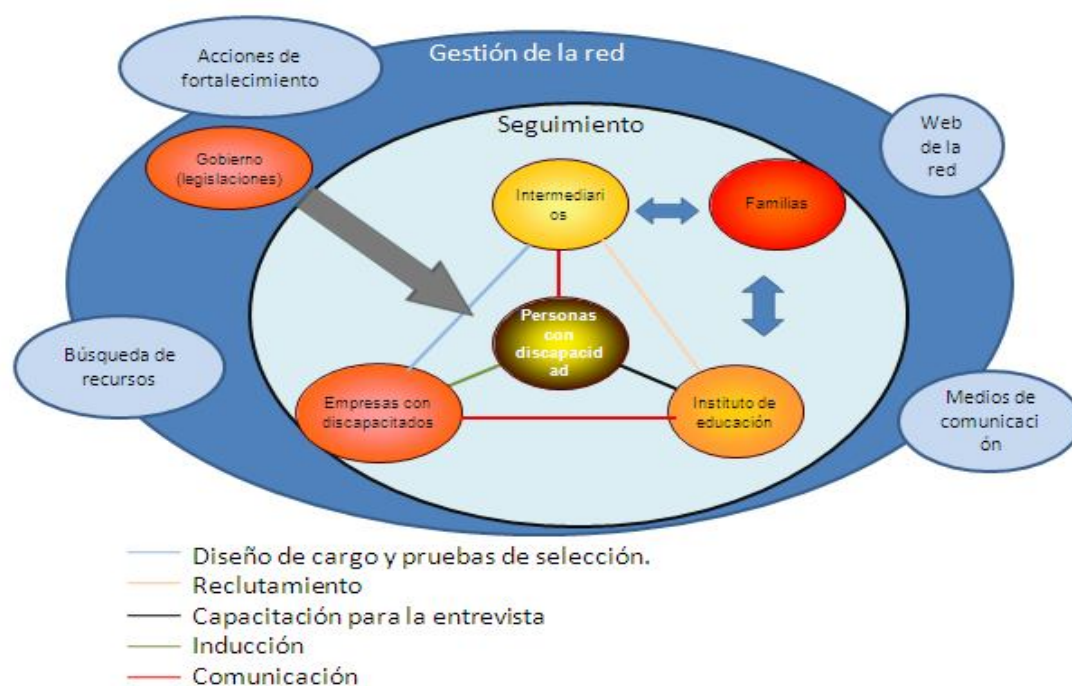 Acciones de
fortalecimiento
Gestión de la red
Web
de la
red
Gobierno
(legislaciones)
Seguimiento
Intermediari
os
Familias
Personas
con
discapacid
ad
Búsqueda de
recursos
Empresas con
discapacitados
Instituto de
educación
Medios de
comunicaci
ón
Diseño de cargo y pruebas de selección.
Reclutamiento
Capacitación para la entrevista
Inducción
Comunicación